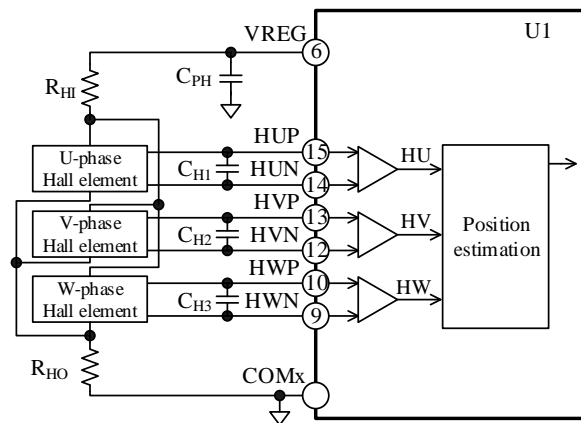 VREG
U1
6
R_HI
C_PH
HUP
15
U-phase
Hall element
C_H1
HUN
14
HU
HVP
13
V-phase
Hall element
C_H2
HVN
12
HV
Position
estimation
HWP
10
W-phase
Hall element
C_H3
HWN
9
HW
R_HO
COMx